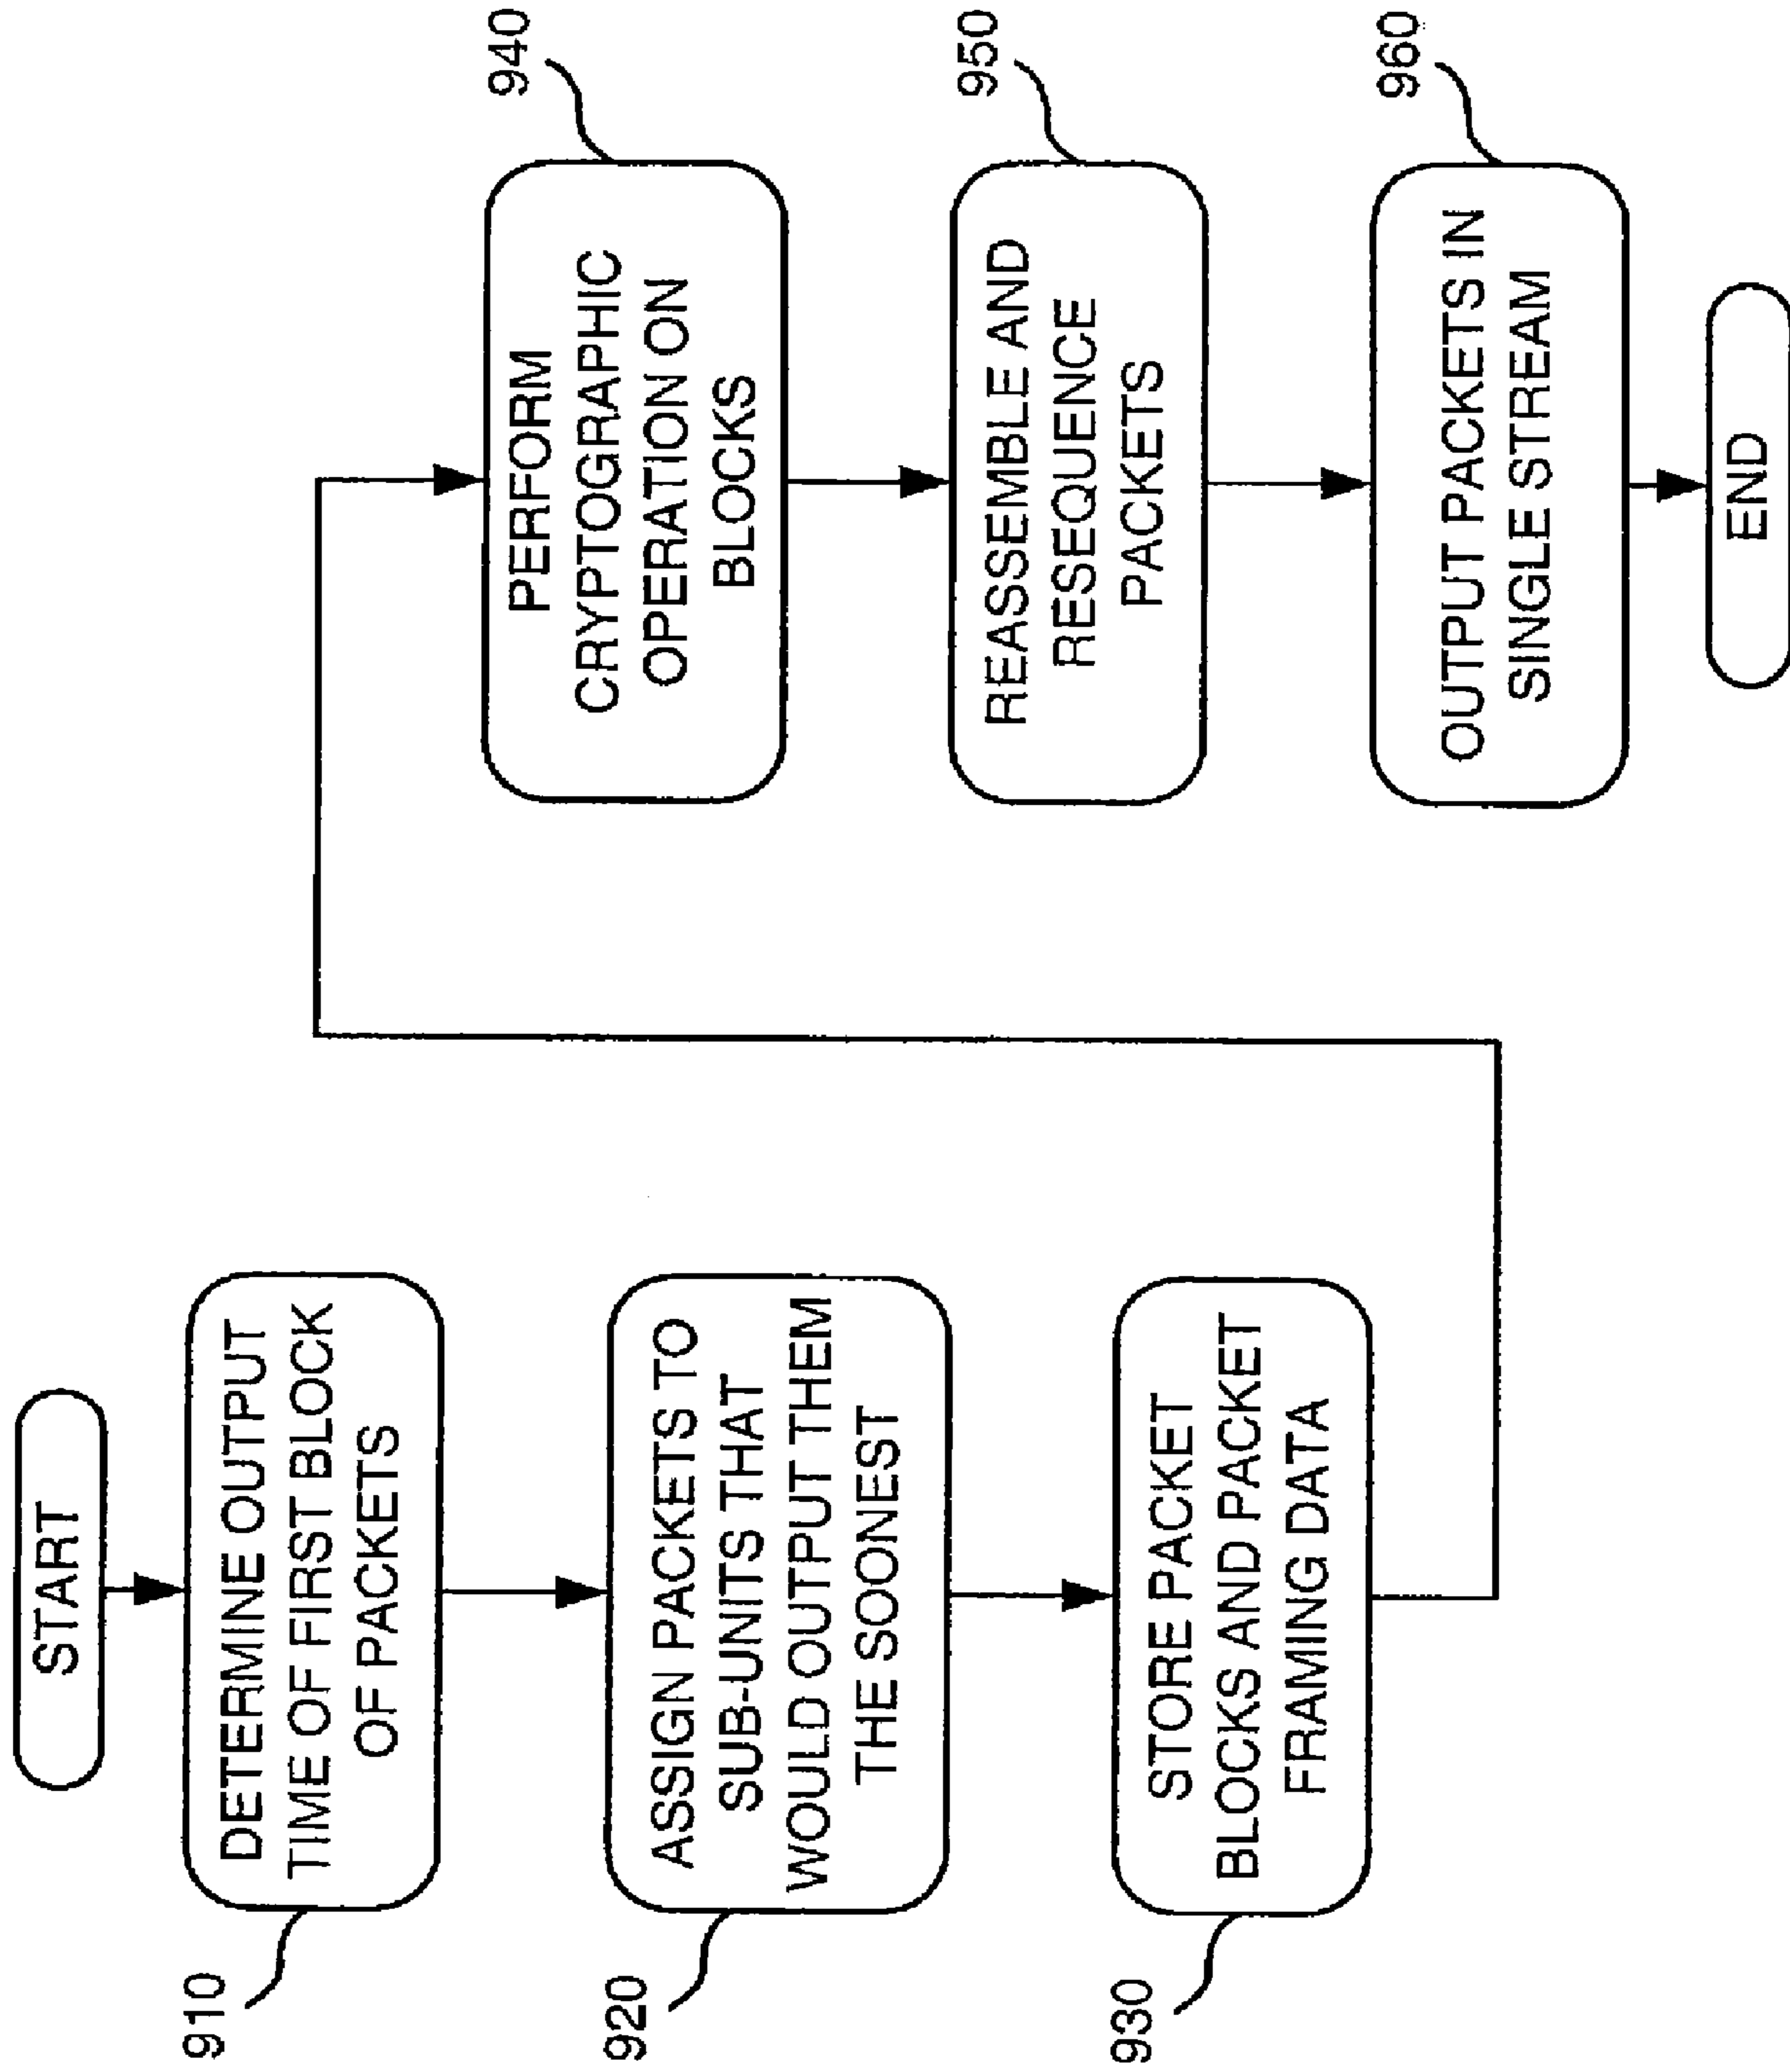 START
910
DETERMINE OUTPUT
TIME OF FIRST BLOCK
OF PACKETS
920
ASSIGN PACKETS TO
SUB-UNITS THAT
WOULD OUTPUT THEM
THE SOONEST
930
STORE PACKET
BLOCKS AND PACKET
FRAMING DATA
940
PERFORM
CRYPTOGRAPHIC
OPERATION ON
BLOCKS
950
REASSEMBLE AND
RESEQUENCE
PACKETS
960
OUTPUT PACKETS IN
SINGLE STREAM
END